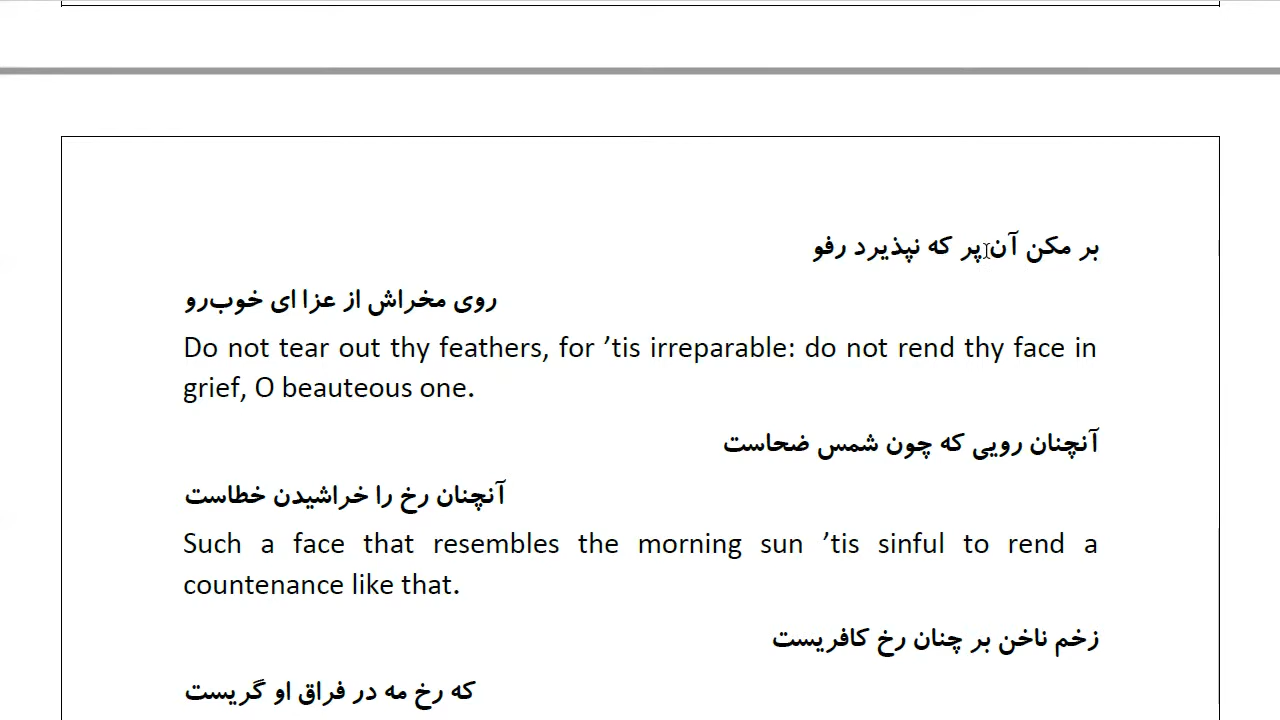 بر مکن آن پر که نپذیرد رفو
روی مخراش از عزا ای خوب‌رو
Do not tear out thy feathers, for ’tis irreparable: do not rend thy face in
grief, O beauteous one.
آنچنان رویی که چون شمس ضحاست
آنچنان رخ را خراشیدن خطاست
Such a face that resembles the morning sun ’tis sinful to rend a
countenance like that.
زخم ناخن بر چنان رخ کافریست
که رخ مه در فراق او گریست